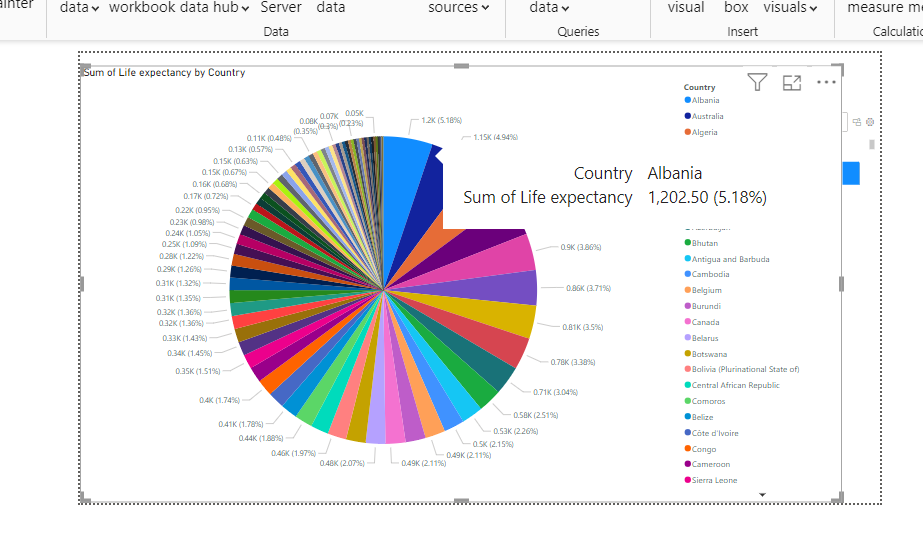 data workbook data hub Server data sources data visual box visuals
Data Queries Insert
Sum of Life expectancy by Country
Country
Albania
Australia
Algeria
Country Albania
Sum of Life expectancy 1,202.50 (5.18%)
Bhutan
Antigua and Barbuda
Cambodia
Belgium
Burundi
Canada
Belarus
Botswana
Bolivia (Plurinational State of)
Central African Republic
Comoros
Belize
Côte d'Ivoire
Congo
Cameroon
Sierra Leone
1.2K (5.18%)
1.15K (4.94%)
0.9K (3.86%)
0.86K (3.71%)
0.81K (3.5%)
0.78K (3.38%)
0.71K (3.04%)
0.58K (2.51%)
0.53K (2.26%)
0.5K (2.15%)
0.49K (2.11%)
0.49K (2.11%)
0.48K (2.07%)
0.46K (1.97%)
0.44K (1.88%)
0.41K (1.78%)
0.4K (1.74%)
0.35K (1.51%)
0.34K (1.45%)
0.33K (1.43%)
0.32K (1.36%)
0.32K (1.36%)
0.31K (1.35%)
0.31K (1.32%)
0.29K (1.26%)
0.28K (1.22%)
0.25K (1.09%)
0.24K (1.05%)
0.23K (0.98%)
0.22K (0.95%)
0.17K (0.72%)
0.16K (0.68%)
0.15K (0.67%)
0.15K (0.63%)
0.13K (0.57%)
0.11K (0.48%)
0.08K
(0.35%)
0.07K
(0.3%)
0.05K
(0.23%)